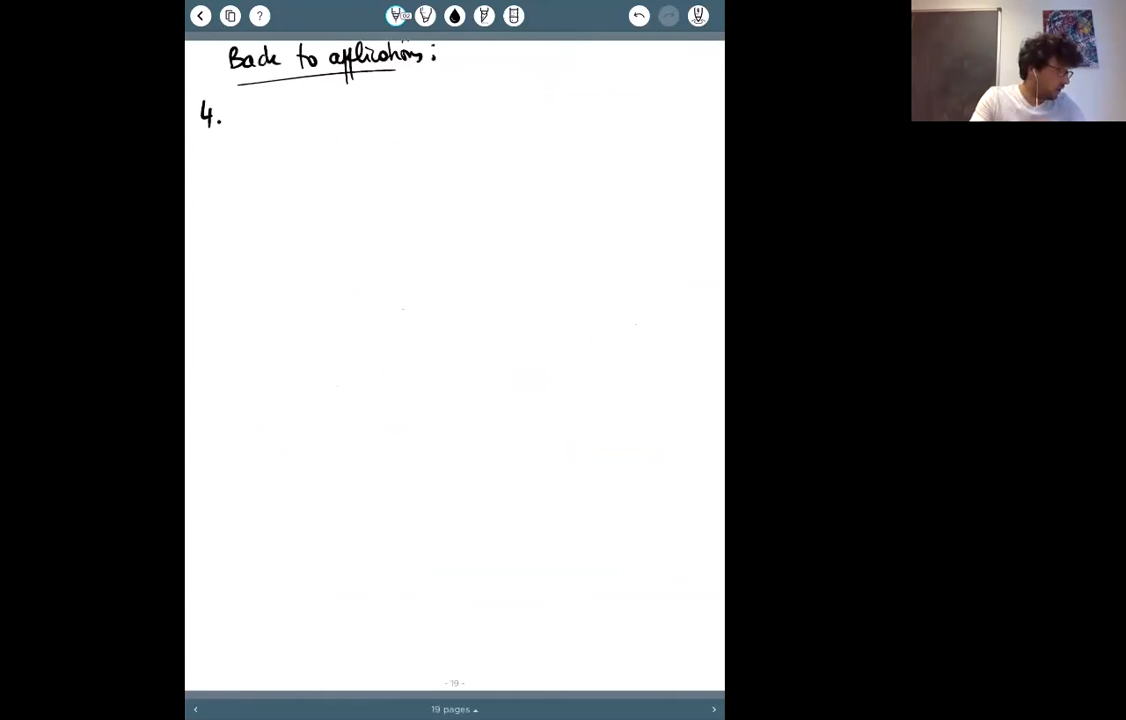 ?
Back to applications:
4.
- 19 -
19 pages